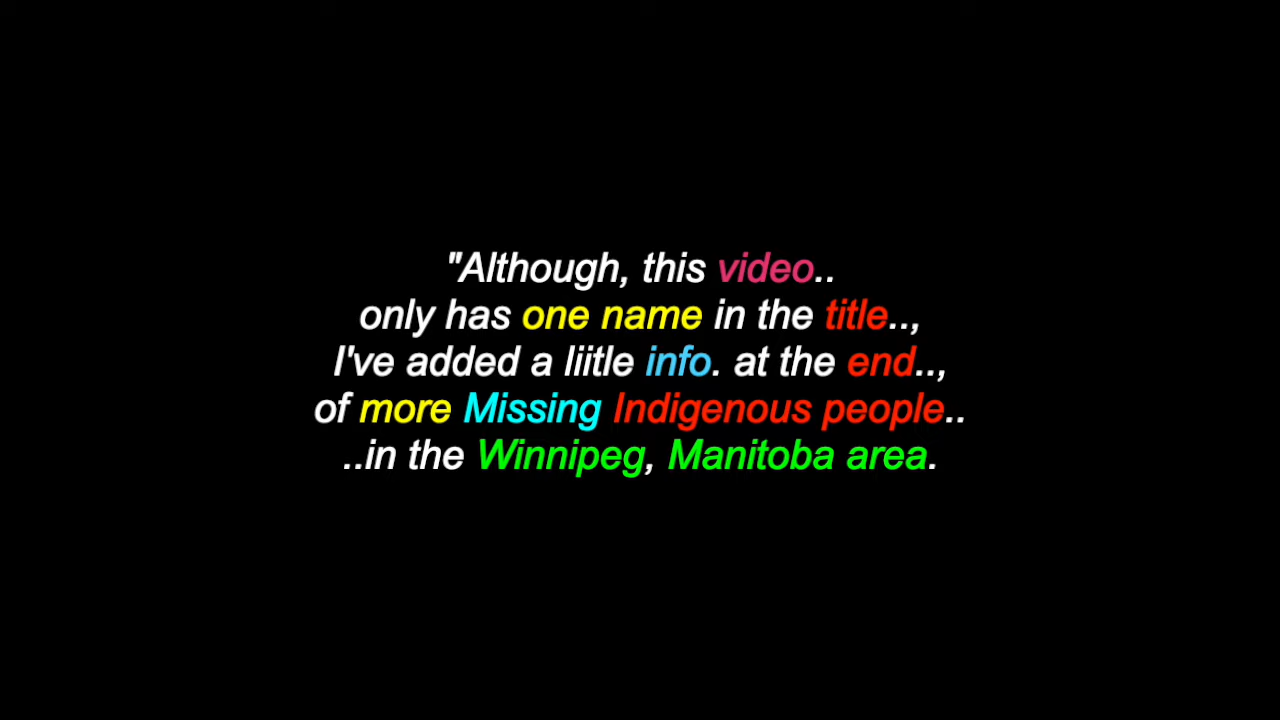 "Although, this video..
only has one name in the title..,
I've added a liitle info. at the end..,
of more Missing Indigenous people..
..in the Winnipeg, Manitoba area.